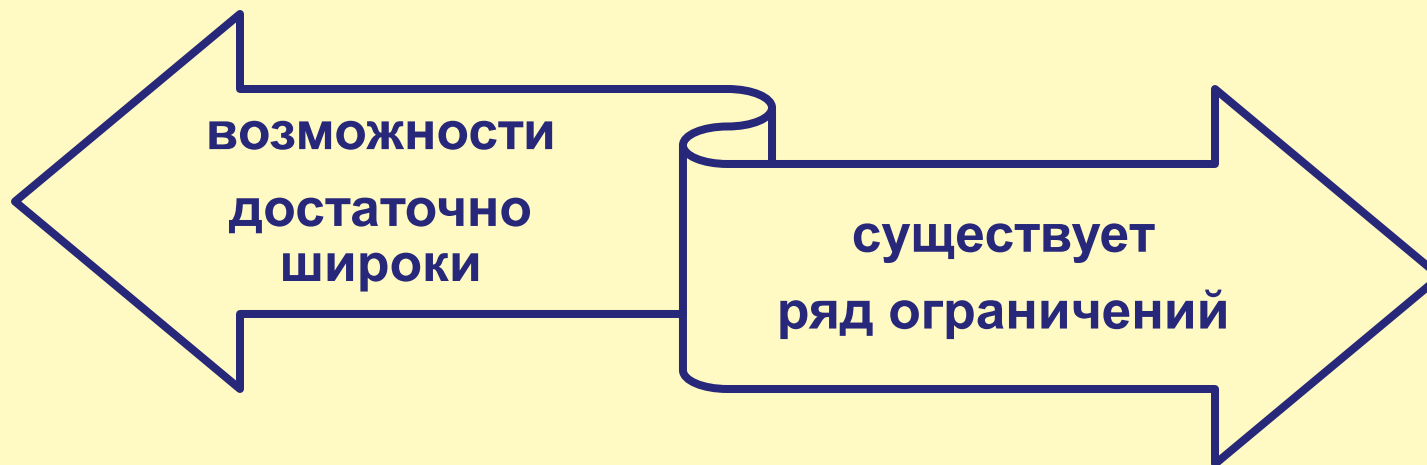 возможности
достаточно
широки
существует
ряд ограничений